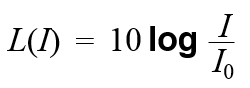 L(I) = 10 log I/I₀